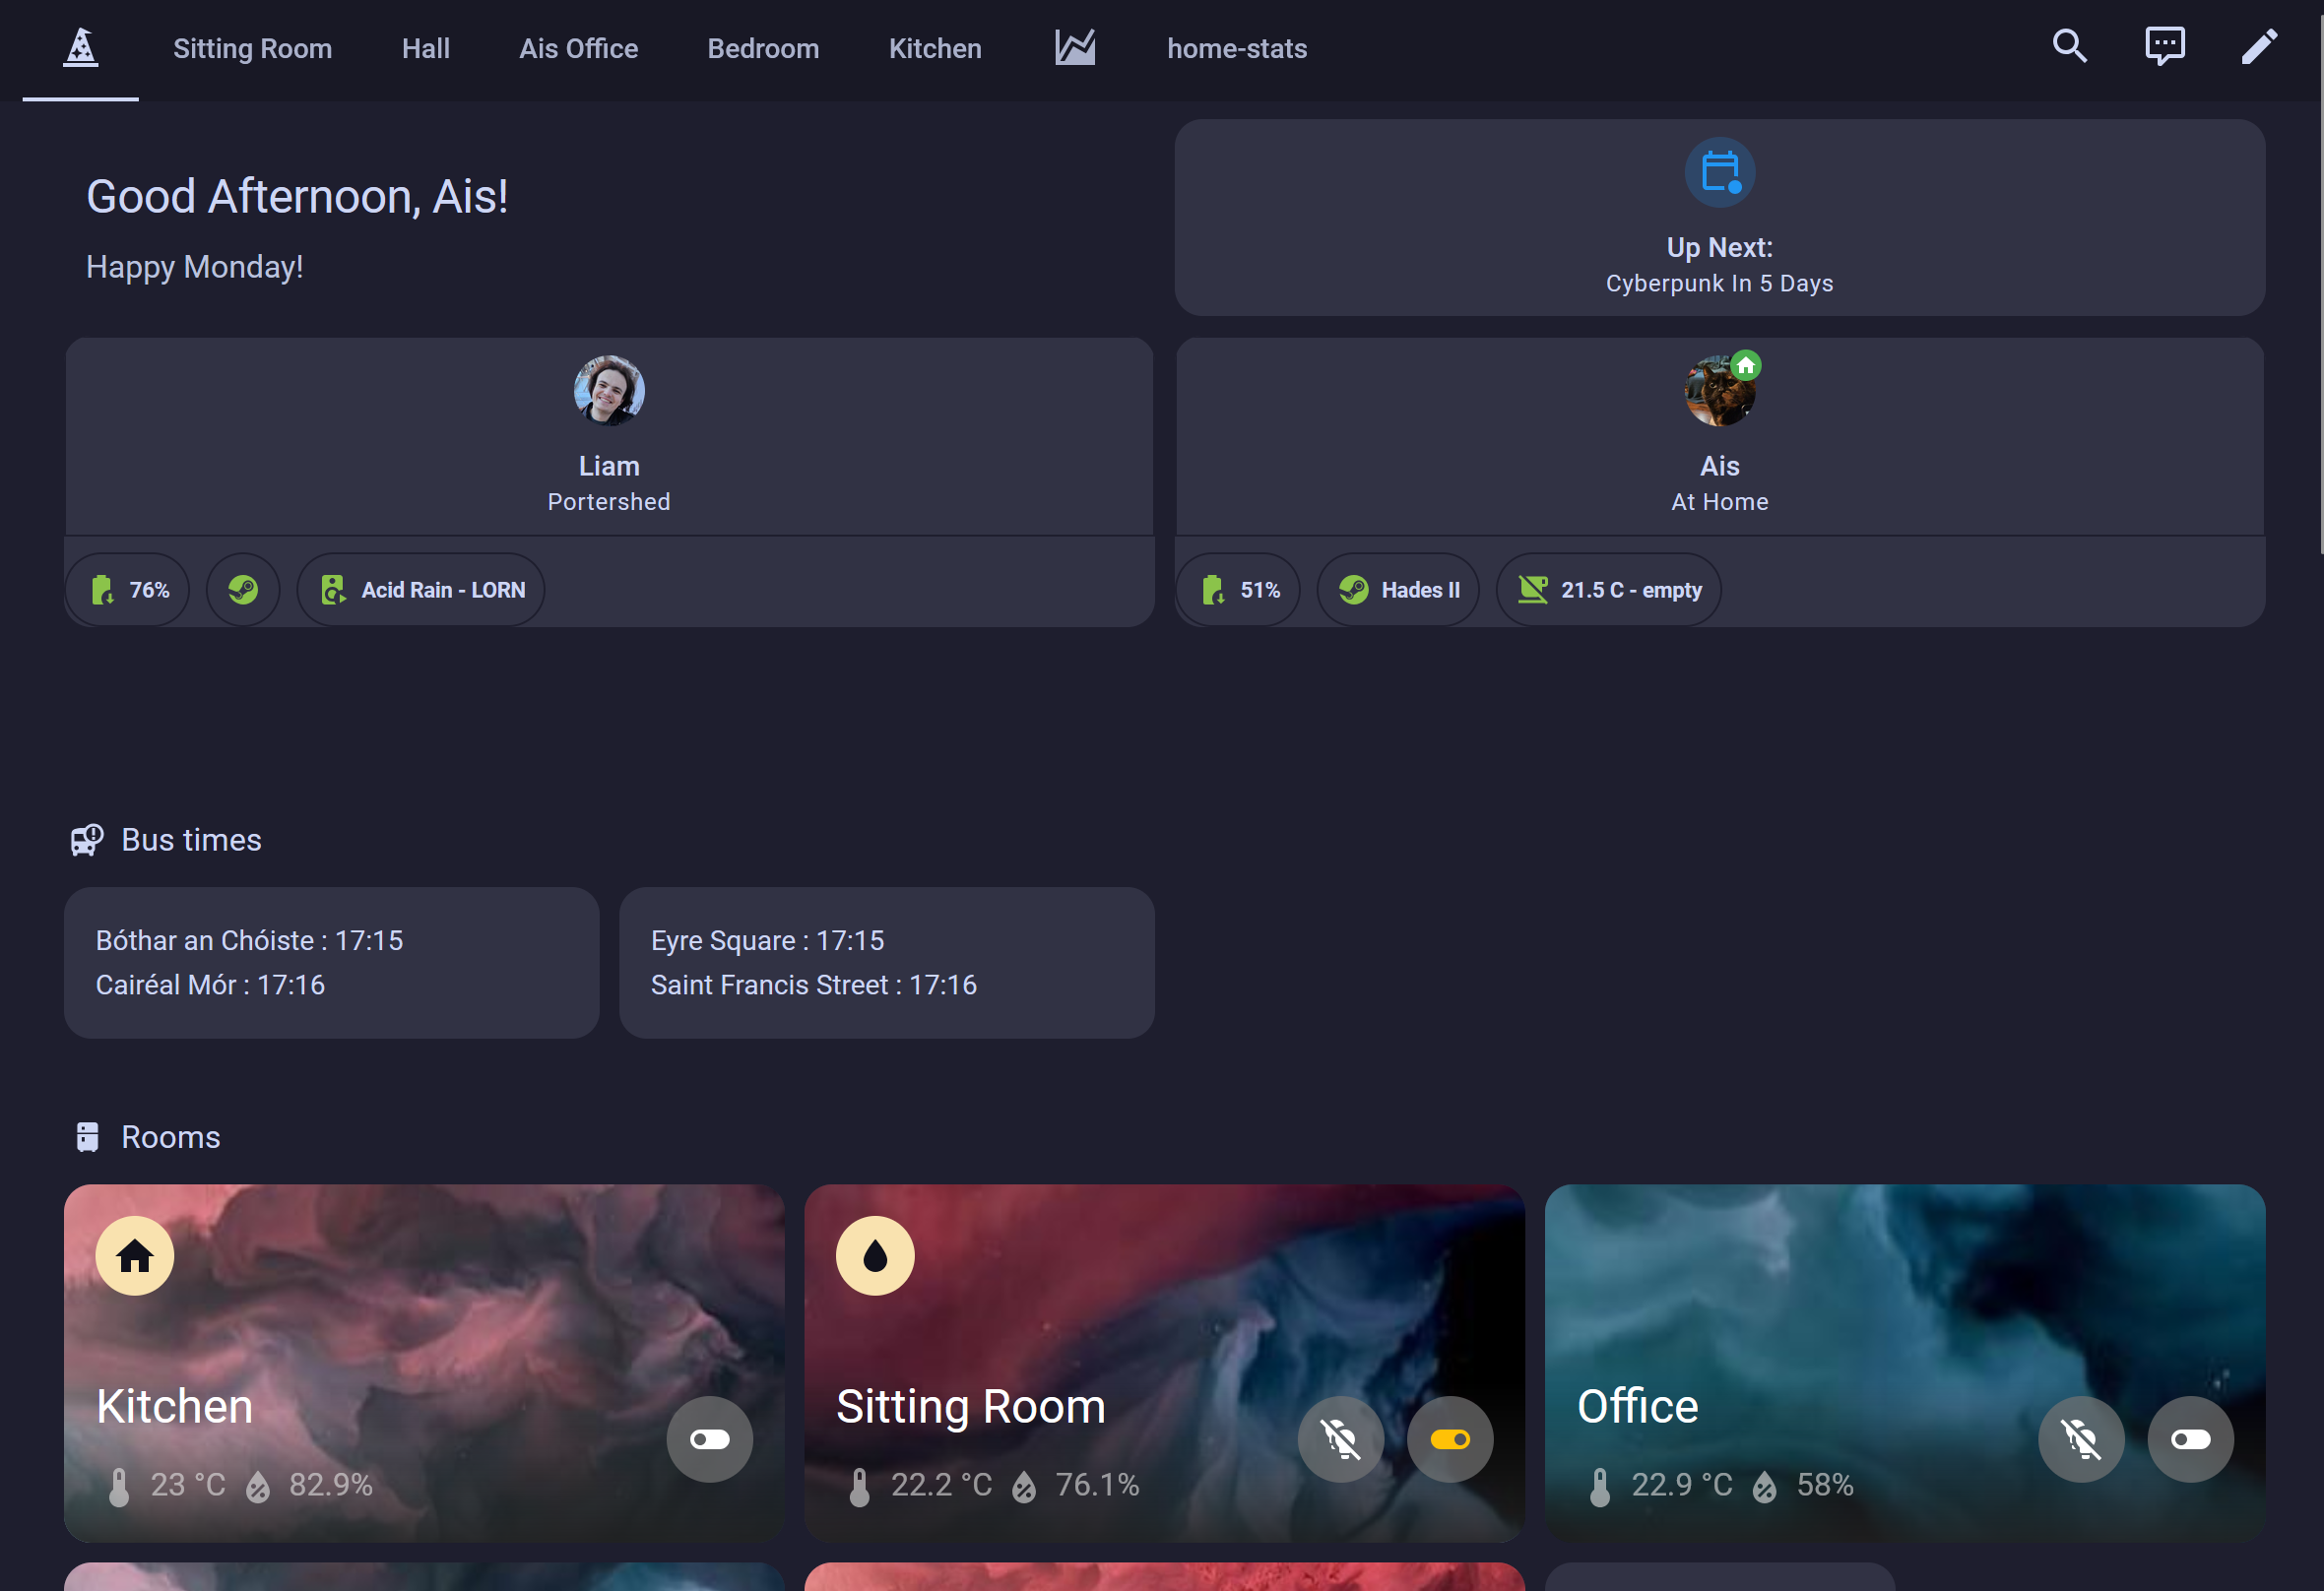 Sitting Room Hall Ais Office Bedroom Kitchen home-stats
Good Afternoon, Ais!
Happy Monday!
Up Next:
Cyberpunk In 5 Days
Liam
Portershed
76% Acid Rain - LORN
Ais
At Home
51% Hades II 21.5 C - empty
Bus times
Bóthar an Chóiste : 17:15
Cairéal Mór : 17:16
Eyre Square : 17:15
Saint Francis Street : 17:16
Rooms
Kitchen
23 °C 82.9%
Sitting Room
22.2 °C 76.1%
Office
22.9 °C 58%